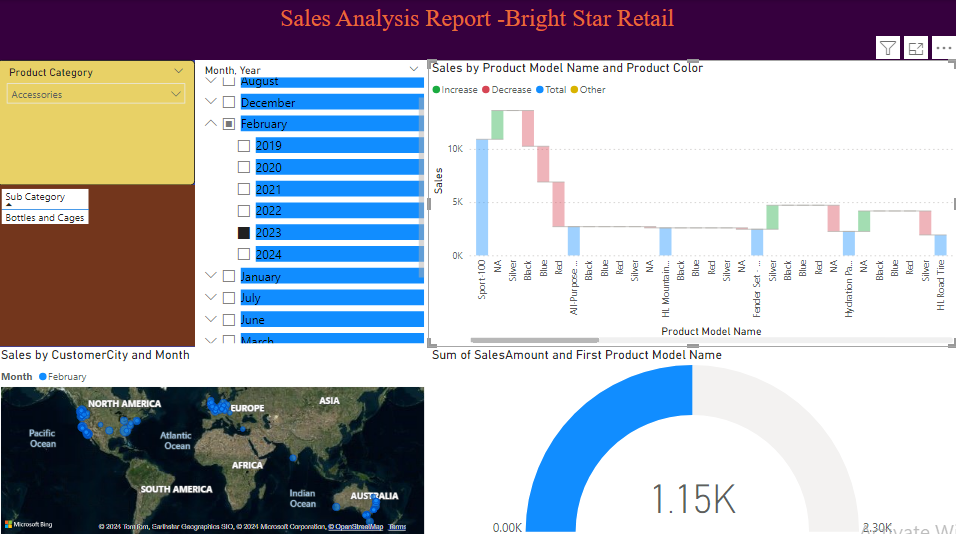 Sales Analysis Report -Bright Star Retail
Product Category
Accessories
Sub Category
Bottles and Cages
Month, Year
August
December
February
2019
2020
2021
2022
2023
2024
January
July
June
March
Sales by Product Model Name and Product Color
Increase Decrease Total Other
Sales
10K
5K
0K
Sport-100
NA
Silver
Black
Blue
Red
All-Purpose ...
Black
Blue
Red
Silver
NA
HL Mountain...
Black
Blue
Red
Silver
NA
Fender Set - ...
Silver
Black
Blue
Red
NA
Hydration Pa...
NA
Black
Blue
Red
Silver
HL Road Tire
Product Model Name
Sales by CustomerCity and Month
Month February
NORTH AMERICA
EUROPE
ASIA
Pacific
Ocean
Atlantic
Ocean
AFRICA
SOUTH AMERICA
Indian
Ocean
AUSTRALIA
Microsoft Bing
© 2024 TomTom, Earthstar Geographics SIO, © 2024 Microsoft Corporation, © OpenStreetMap Terms
Sum of SalesAmount and First Product Model Name
1.15K
0.00K
2.30K